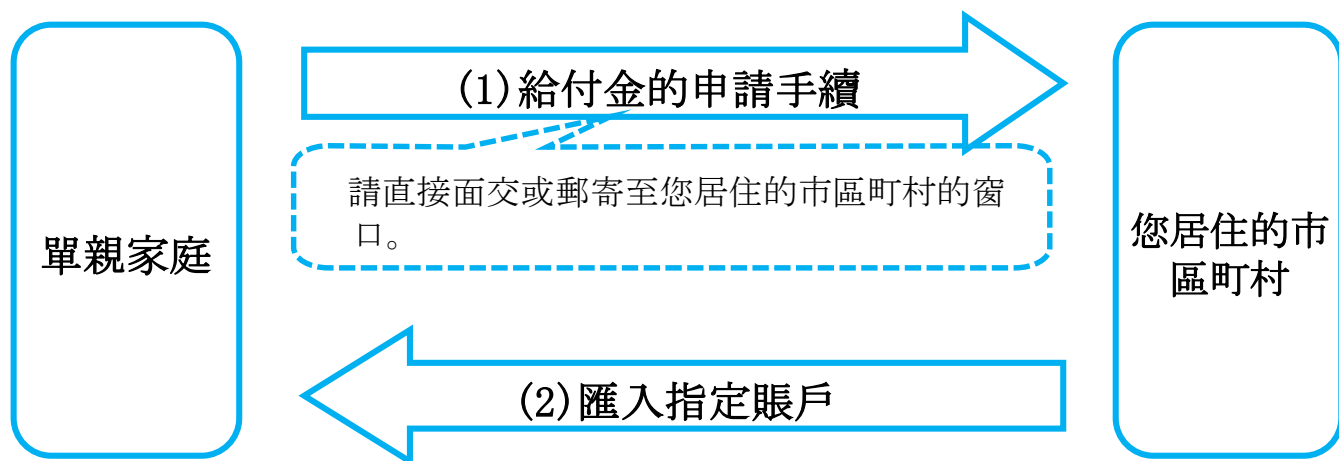 (1)給付金的申請手續
請直接面交或郵寄至您居住的市區町村的窗
口。
單親家庭
您居住的市
區町村
(2)匯入指定賬戶